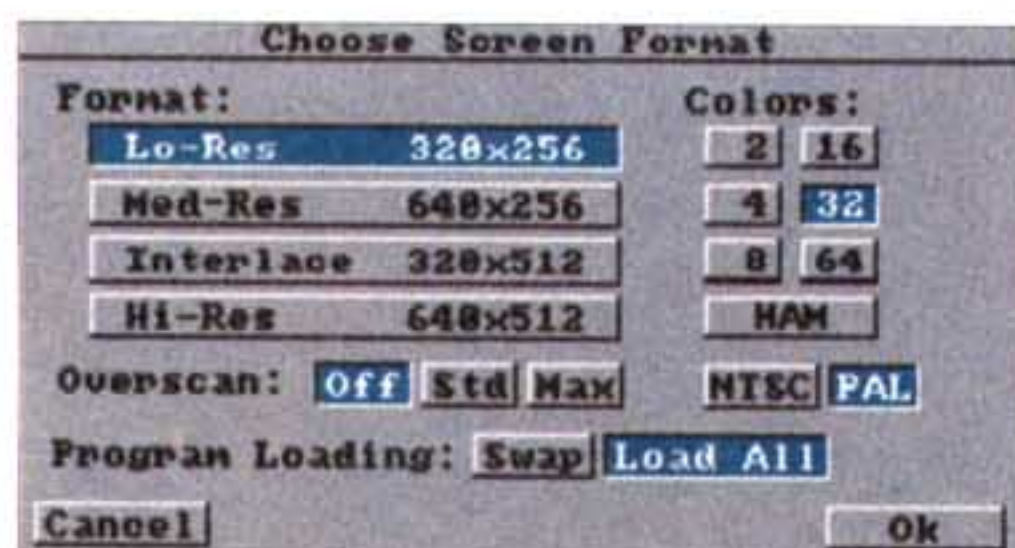 Choose Screen Format
Format: Colors:
Lo-Res 320x256 2 16
Med-Res 640x256 4 32
Interlace 320x512 8 64
Hi-Res 640x512 HAM
Overscan: Off Std Max NTSC PAL
Program Loading: Swap Load All
Cancel Ok